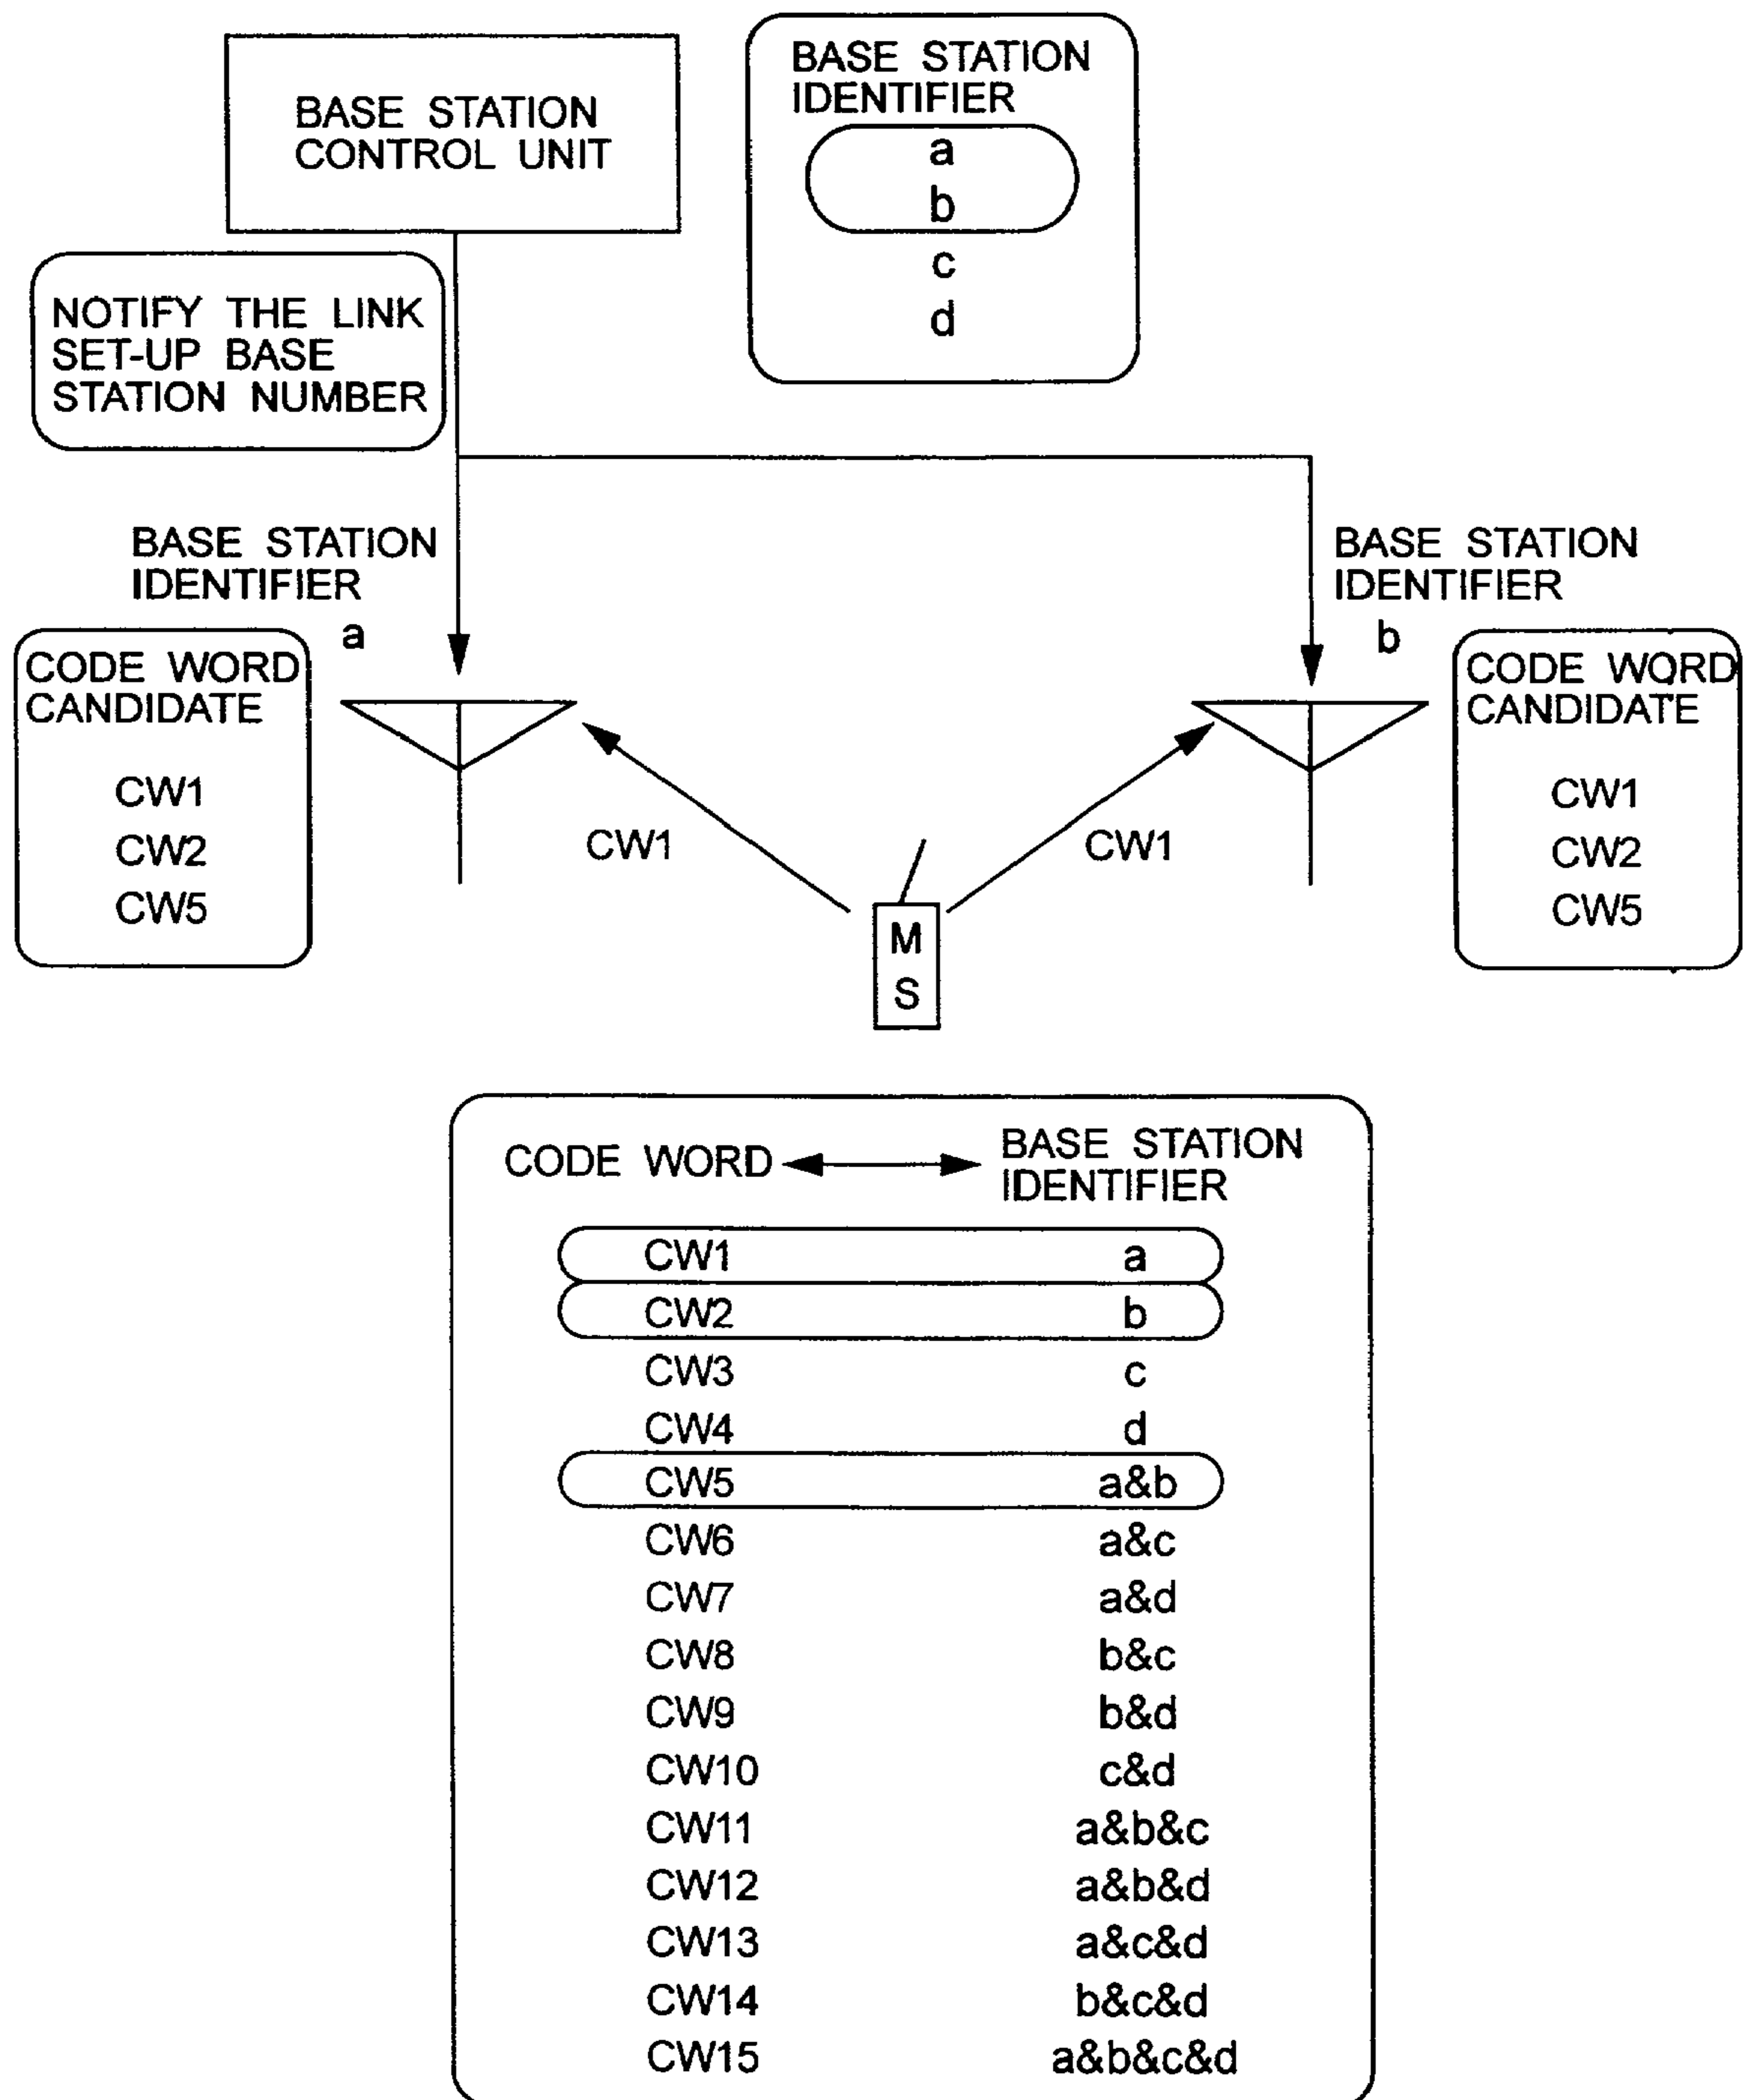 BASE STATION
CONTROL UNIT
BASE STATION
IDENTIFIER
a
b
c
d
NOTIFY THE LINK
SET-UP BASE
STATION NUMBER
BASE STATION
IDENTIFIER
a
BASE STATION
IDENTIFIER
b
CODE WORD
CANDIDATE
CW1
CW2
CW5
CW1
CW1
M
S
CODE WORD
CANDIDATE
CW1
CW2
CW5
CODE WORD
BASE STATION
IDENTIFIER
CW1 a
CW2 b
CW3 c
CW4 d
CW5 a&b
CW6 a&c
CW7 a&d
CW8 b&c
CW9 b&d
CW10 c&d
CW11 a&b&c
CW12 a&b&d
CW13 a&c&d
CW14 b&c&d
CW15 a&b&c&d